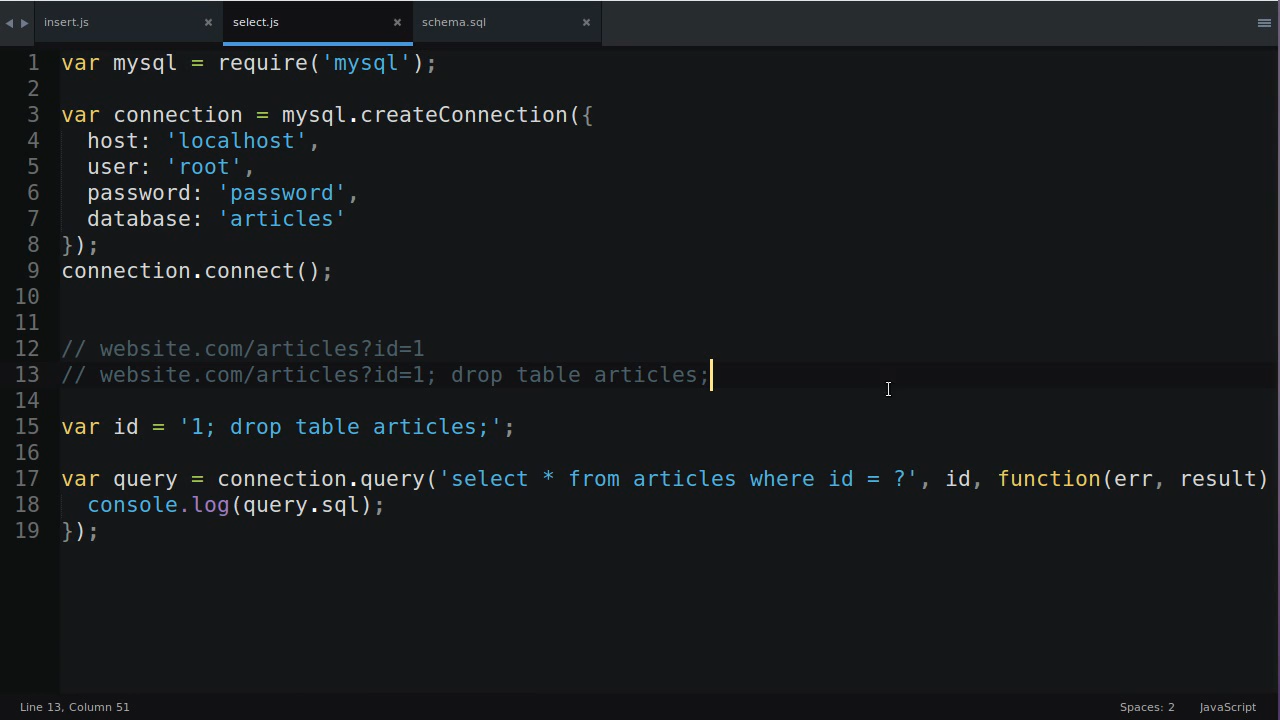 insert.js
select.js
schema.sql
1 var mysql = require('mysql');
2
3 var connection = mysql.createConnection({
4 host: 'localhost',
5 user: 'root',
6 password: 'password',
7 database: 'articles'
8 });
9 connection.connect();
10
11
12 // website.com/articles?id=1
13 // website.com/articles?id=1; drop table articles;
14
15 var id = '1; drop table articles;';
16
17 var query = connection.query('select * from articles where id = ?', id, function(err, result)
18 console.log(query.sql);
19 });
Line 13, Column 51
Spaces: 2
JavaScript